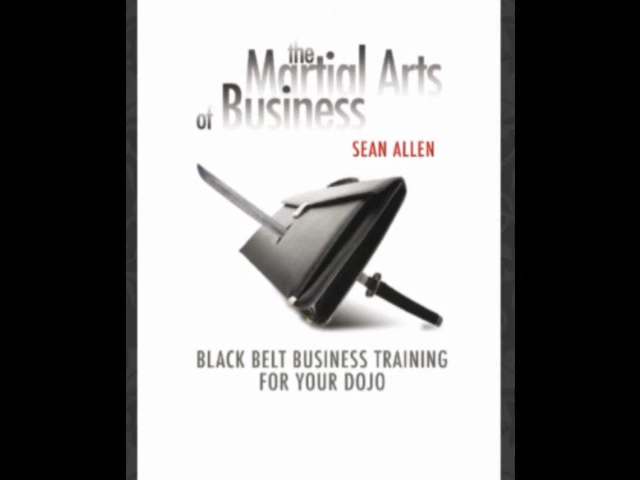 the
Martial Arts
of Business
SEAN ALLEN
BLACK BELT BUSINESS TRAINING
FOR YOUR DOJO